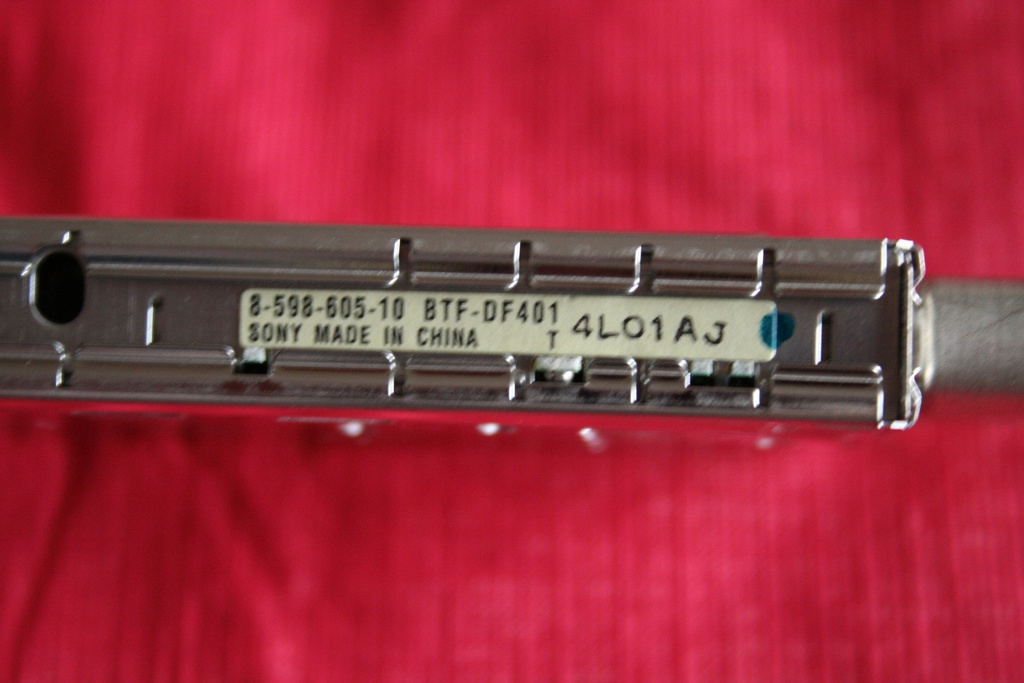 8-598-605-10 BTF-DF401
SONY MADE IN CHINA T 4L01AJ